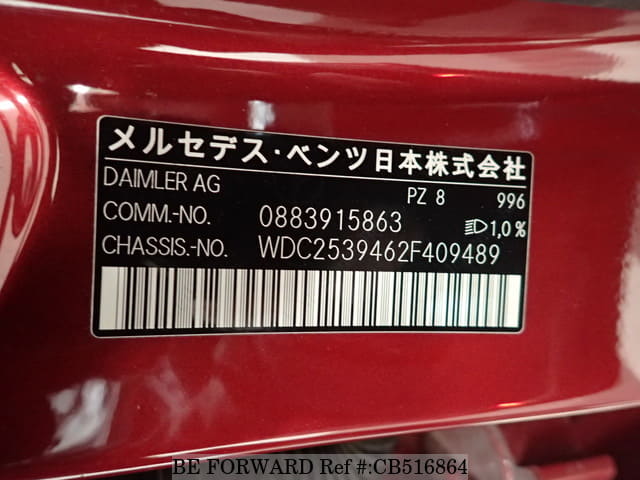 メルセデス・ベンツ日本株式会社
DAIMLER AG PZ 8 996
COMM.-NO. 0883915863 1,0%
CHASSIS.-NO. WDC2539462F409489
BE FORWARD Ref #:CB516864